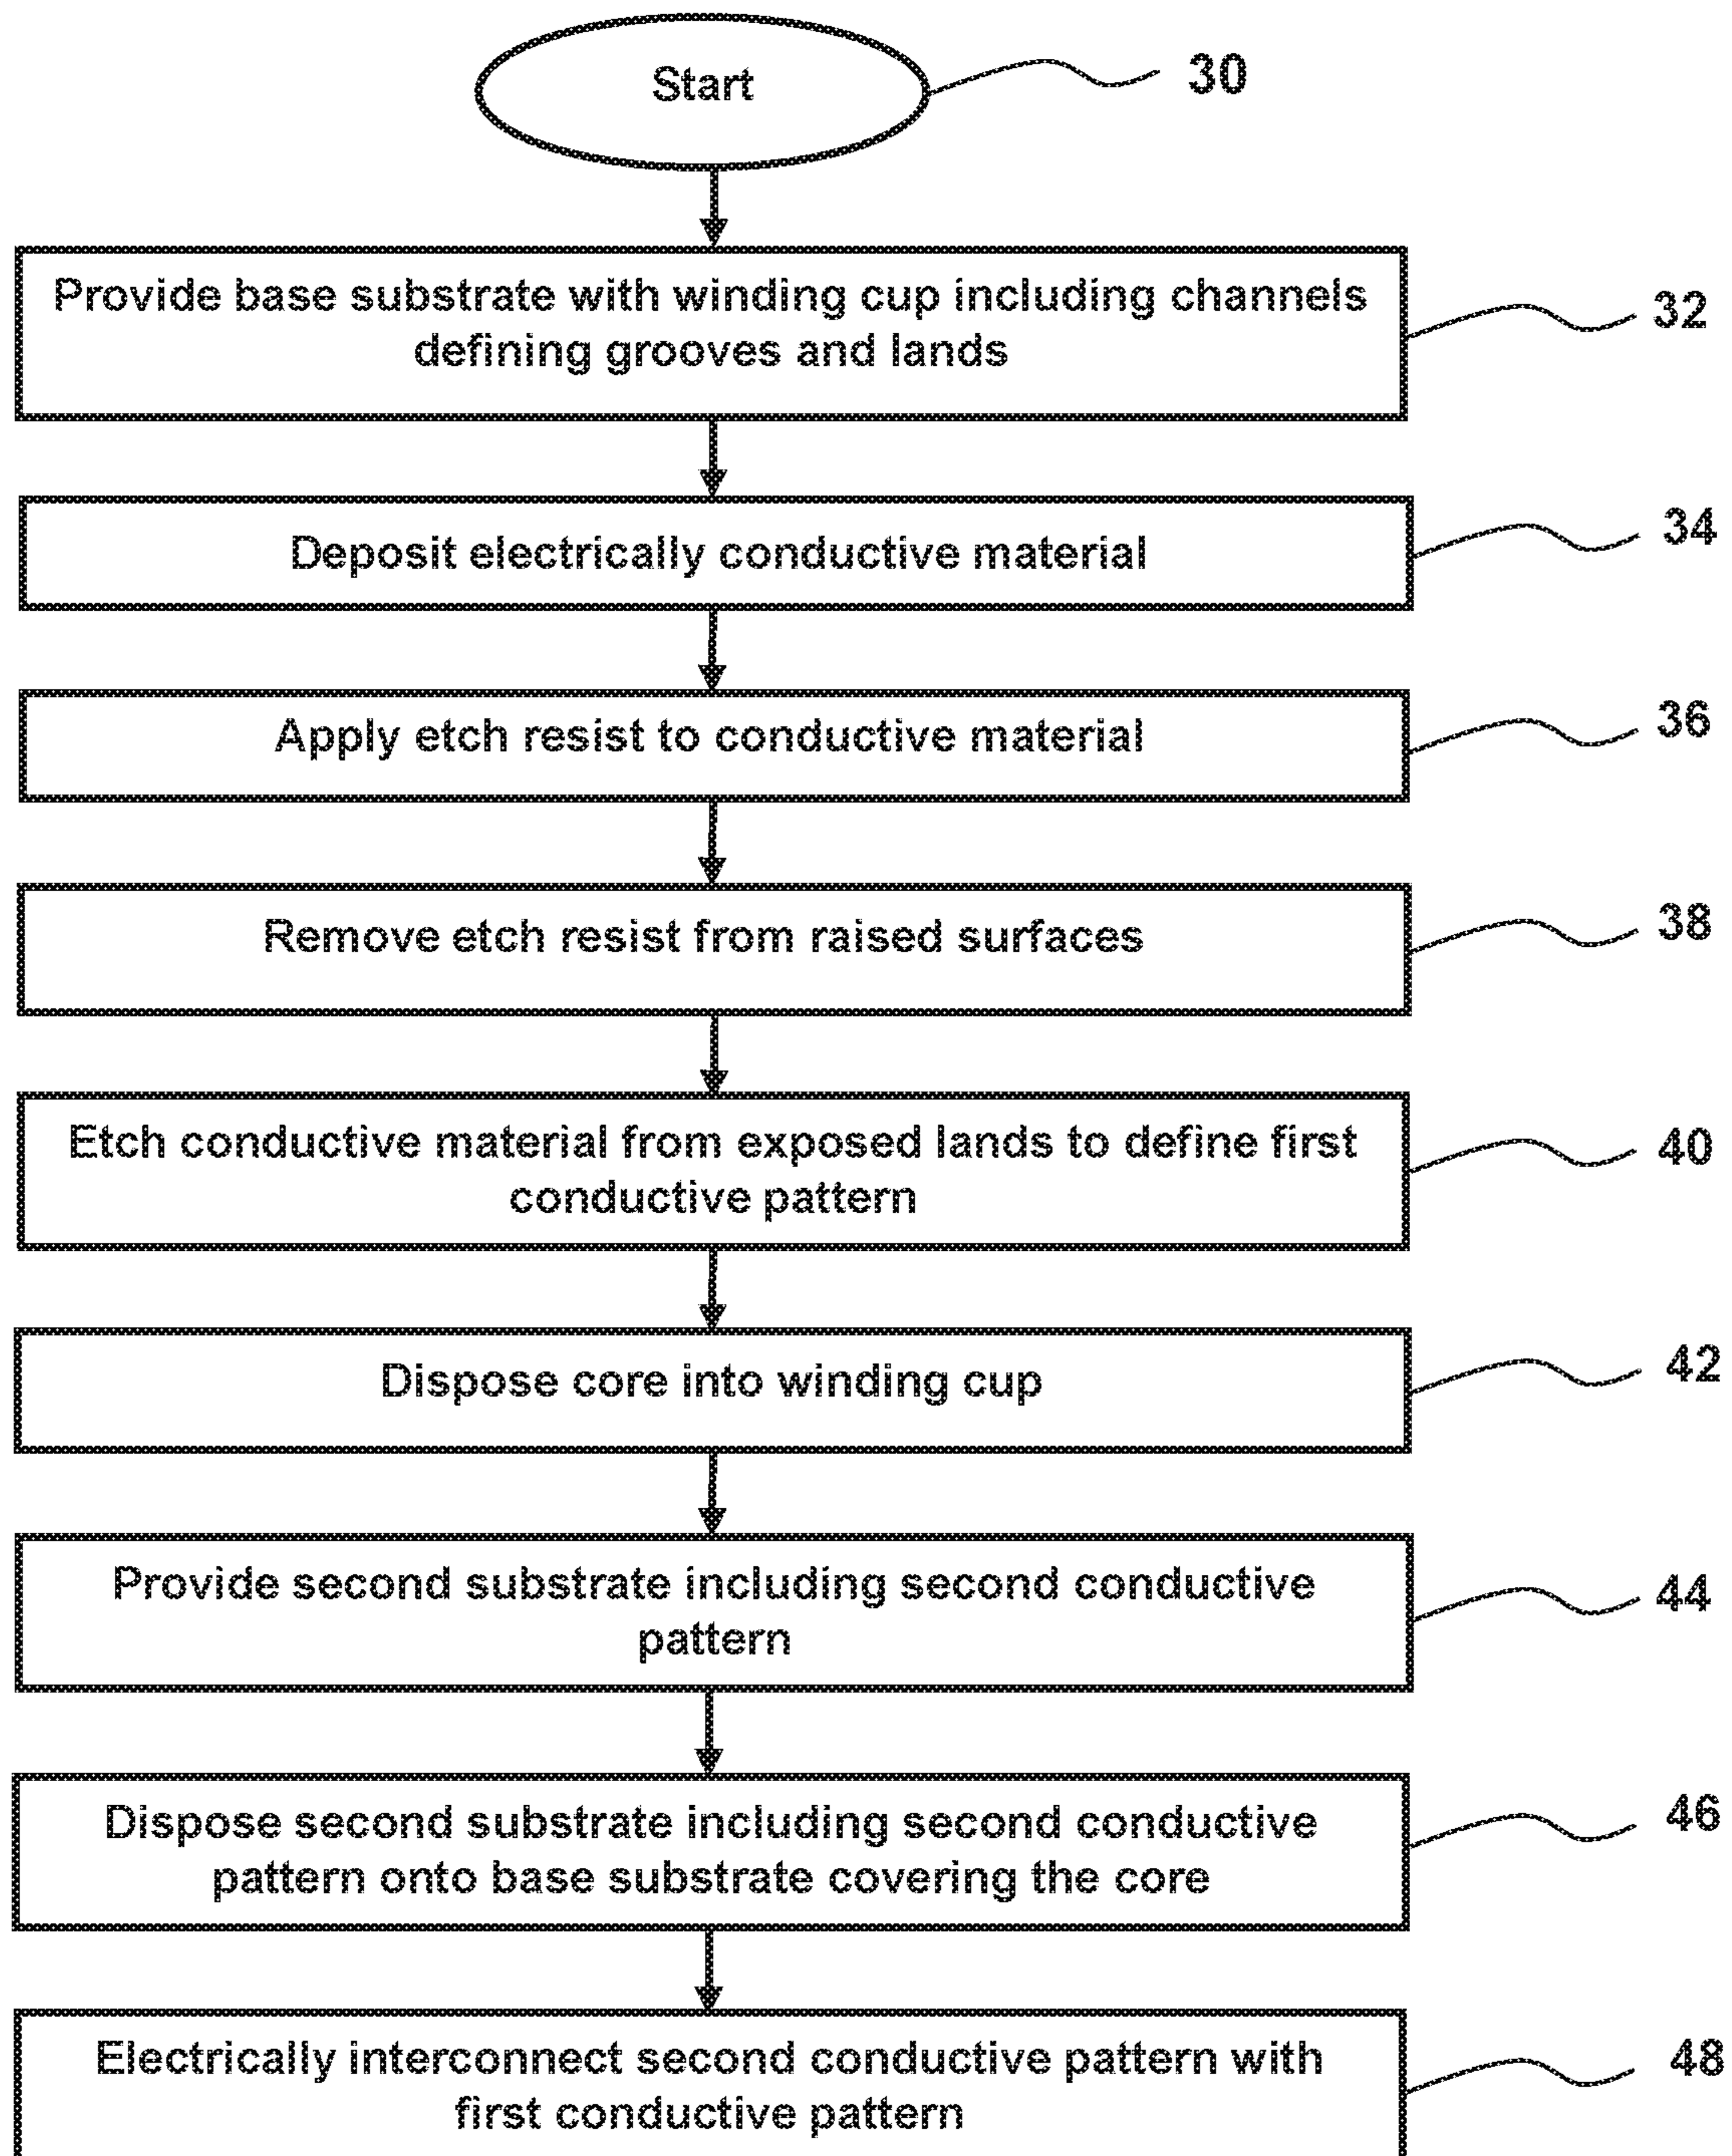 Start
30
Provide base substrate with winding cup including channels
defining grooves and lands
32
Deposit electrically conductive material
34
Apply etch resist to conductive material
36
Remove etch resist from raised surfaces
38
Etch conductive material from exposed lands to define first
conductive pattern
40
Dispose core into winding cup
42
Provide second substrate including second conductive
pattern
44
Dispose second substrate including second conductive
pattern onto base substrate covering the core
46
Electrically interconnect second conductive pattern with
first conductive pattern
48